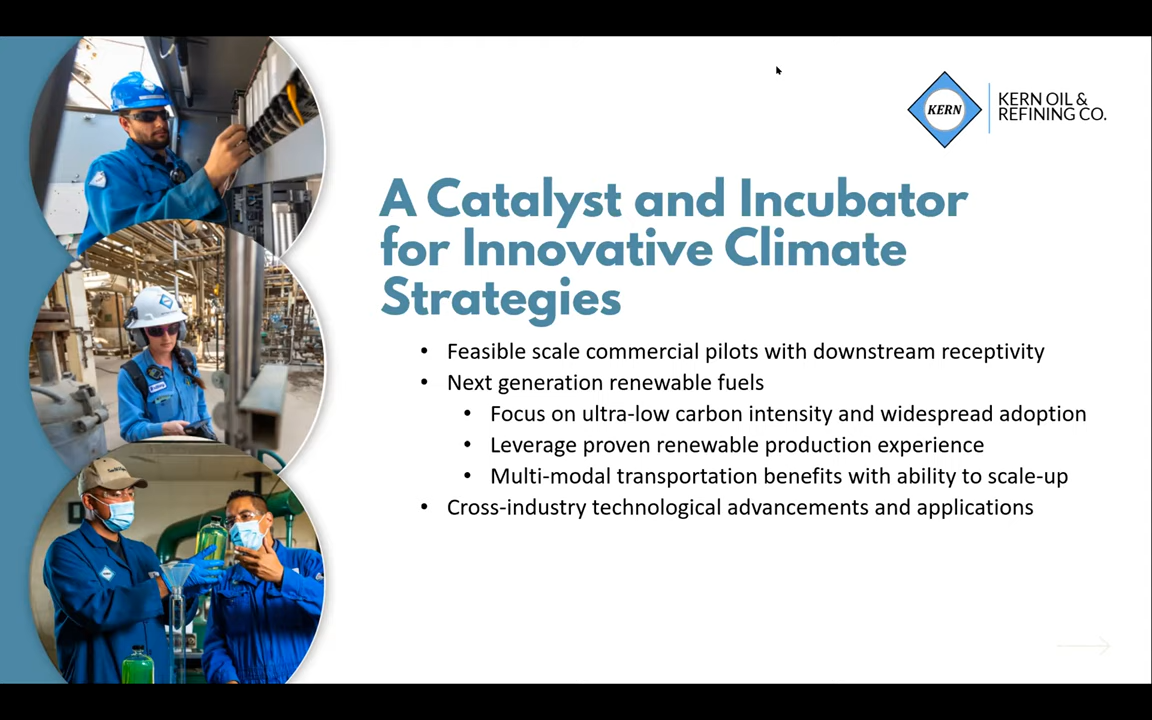 KERN
KERN OIL &
REFINING CO.
A Catalyst and Incubator
for Innovative Climate
Strategies
• Feasible scale commercial pilots with downstream receptivity
• Next generation renewable fuels
• Focus on ultra-low carbon intensity and widespread adoption
• Leverage proven renewable production experience
• Multi-modal transportation benefits with ability to scale-up
• Cross-industry technological advancements and applications